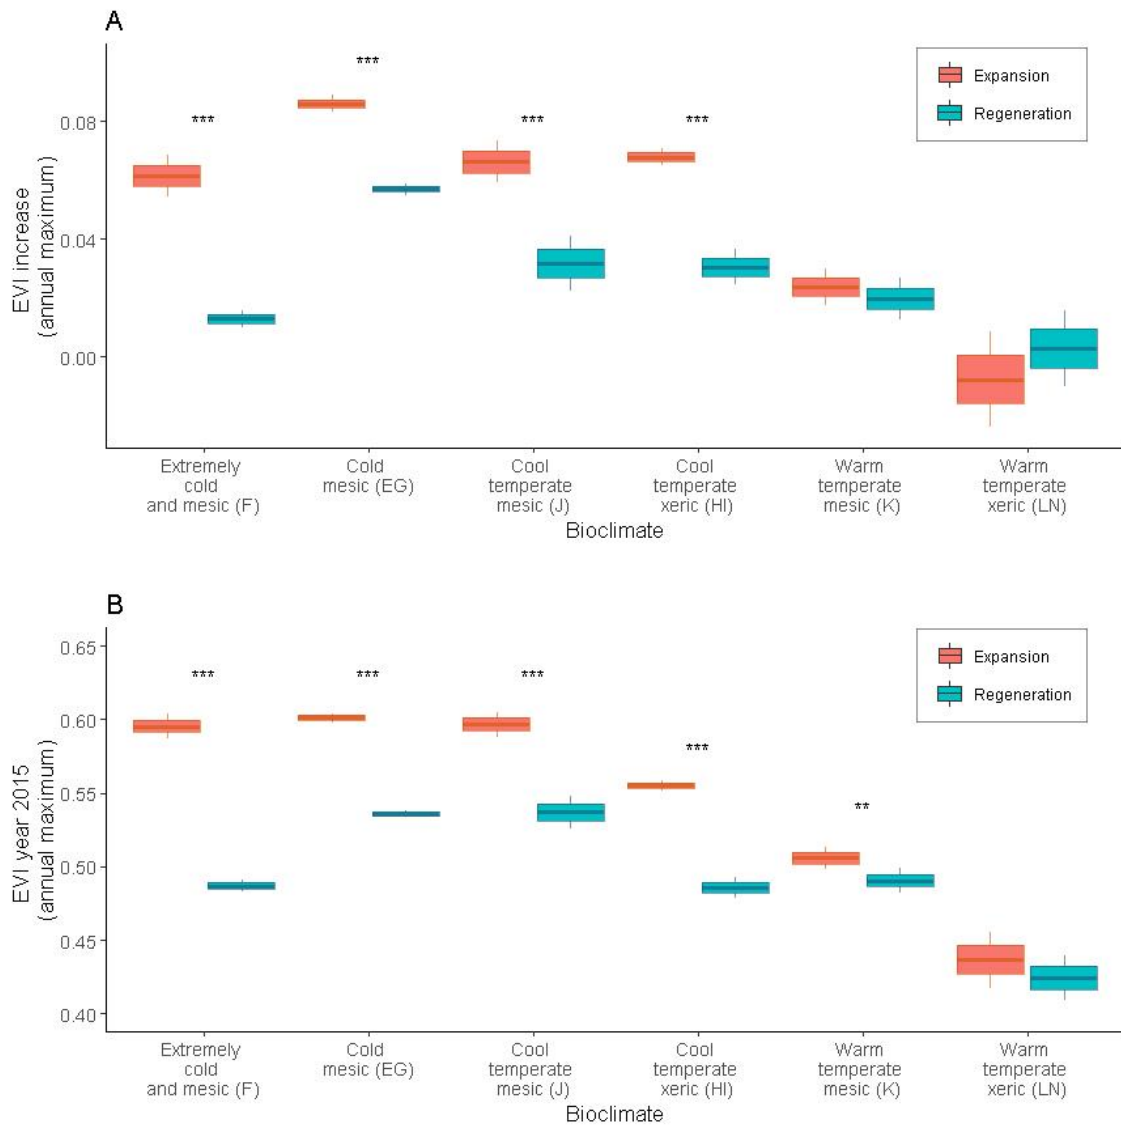 A
***
***
***
***
Expansion
Regeneration
0.08
0.04
0.00
EVI increase
(annual maximum)
Extremely
cold
and mesic (F)
Cold
mesic (EG)
Cool
temperate
mesic (J)
Cool
temperate
xeric (HI)
Warm
temperate
mesic (K)
Warm
temperate
xeric (LN)
Bioclimate
B
***
***
***
***
**
Expansion
Regeneration
0.65
0.60
0.55
0.50
0.45
0.40
EVI year 2015
(annual maximum)
Extremely
cold
and mesic (F)
Cold
mesic (EG)
Cool
temperate
mesic (J)
Cool
temperate
xeric (HI)
Warm
temperate
mesic (K)
Warm
temperate
xeric (LN)
Bioclimate